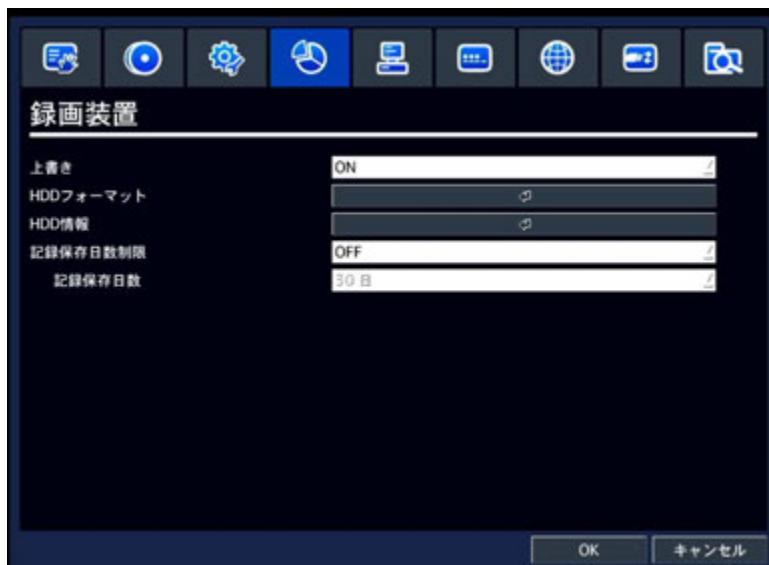 録画装置
上書き ON
HDDフォーマット
HDD情報
記録保存日数制限 OFF
記録保存日数 30 日
OK キャンセル